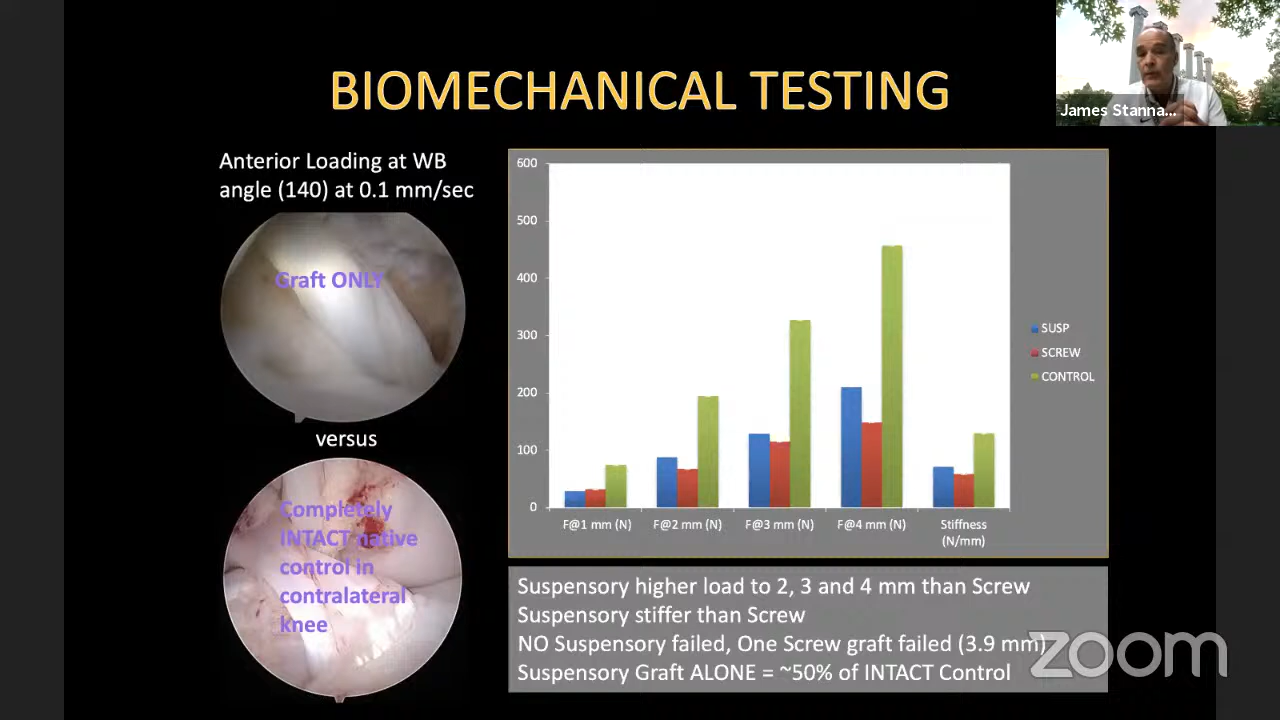 BIOMECHANICAL TESTING
James Stanna...
Anterior Loading at WB
angle (140) at 0.1 mm/sec
Graft ONLY
versus
Completely
INTACT native
control in
contralateral
knee
600
500
400
300
200
100
0
F@1 mm (N) F@2 mm (N) F@3 mm (N) F@4 mm (N) Stiffness
(N/mm)
SUSP
SCREW
CONTROL
Suspensory higher load to 2, 3 and 4 mm than Screw
Suspensory stiffer than Screw
NO Suspensory failed, One Screw graft failed (3.9 mm)
Suspensory Graft ALONE = ~50% of INTACT Control
zoom